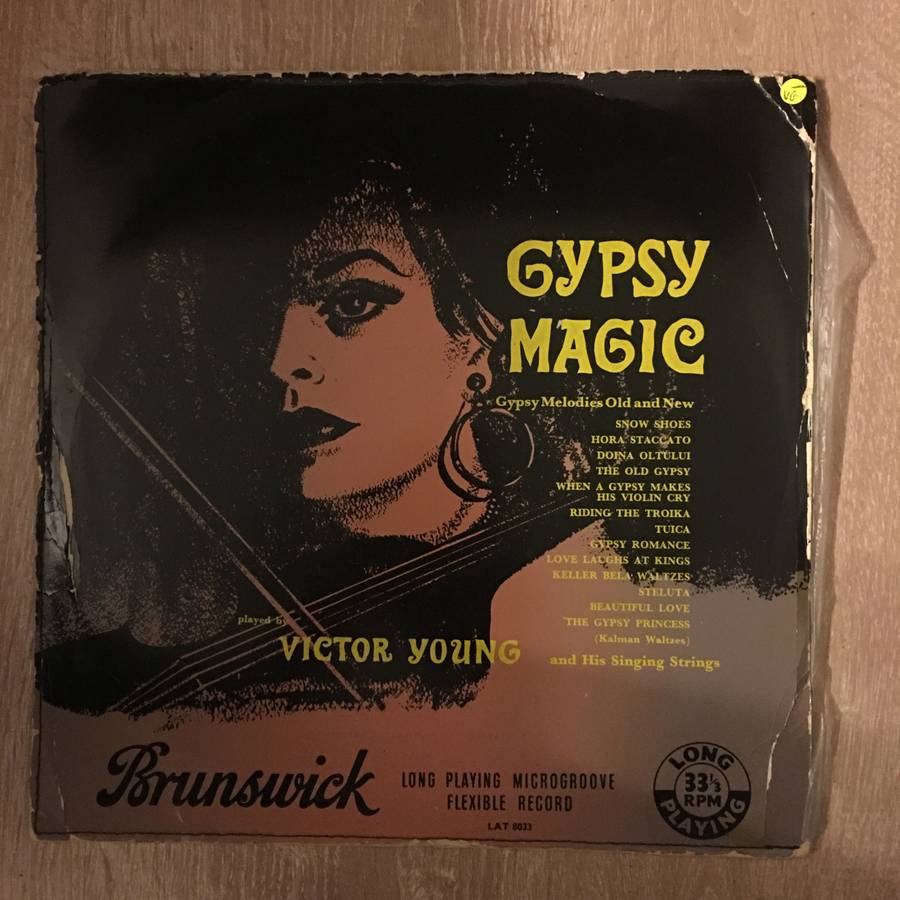 VG-
GYPSY
MAGIC
Gypsy Melodies Old and New
SNOW SHOES
HORA STACCATO
DOINA OLTULUI
THE OLD GYPSY
WHEN A GYPSY MAKES
HIS VIOLIN CRY
RIDING THE TROIKA
TUICA
GYPSY ROMANCE
LOVE LAUGHS AT KINGS
KELLER BELA WALTZES
STELUTA
BEAUTIFUL LOVE
THE GYPSY PRINCESS
(Kalman Waltzes)
played by
VICTOR YOUNG
and His Singing Strings
Brunswick
LONG PLAYING MICROGROOVE
FLEXIBLE RECORD
LAT 8033
LONG
33 1/3
RPM
PLAYING